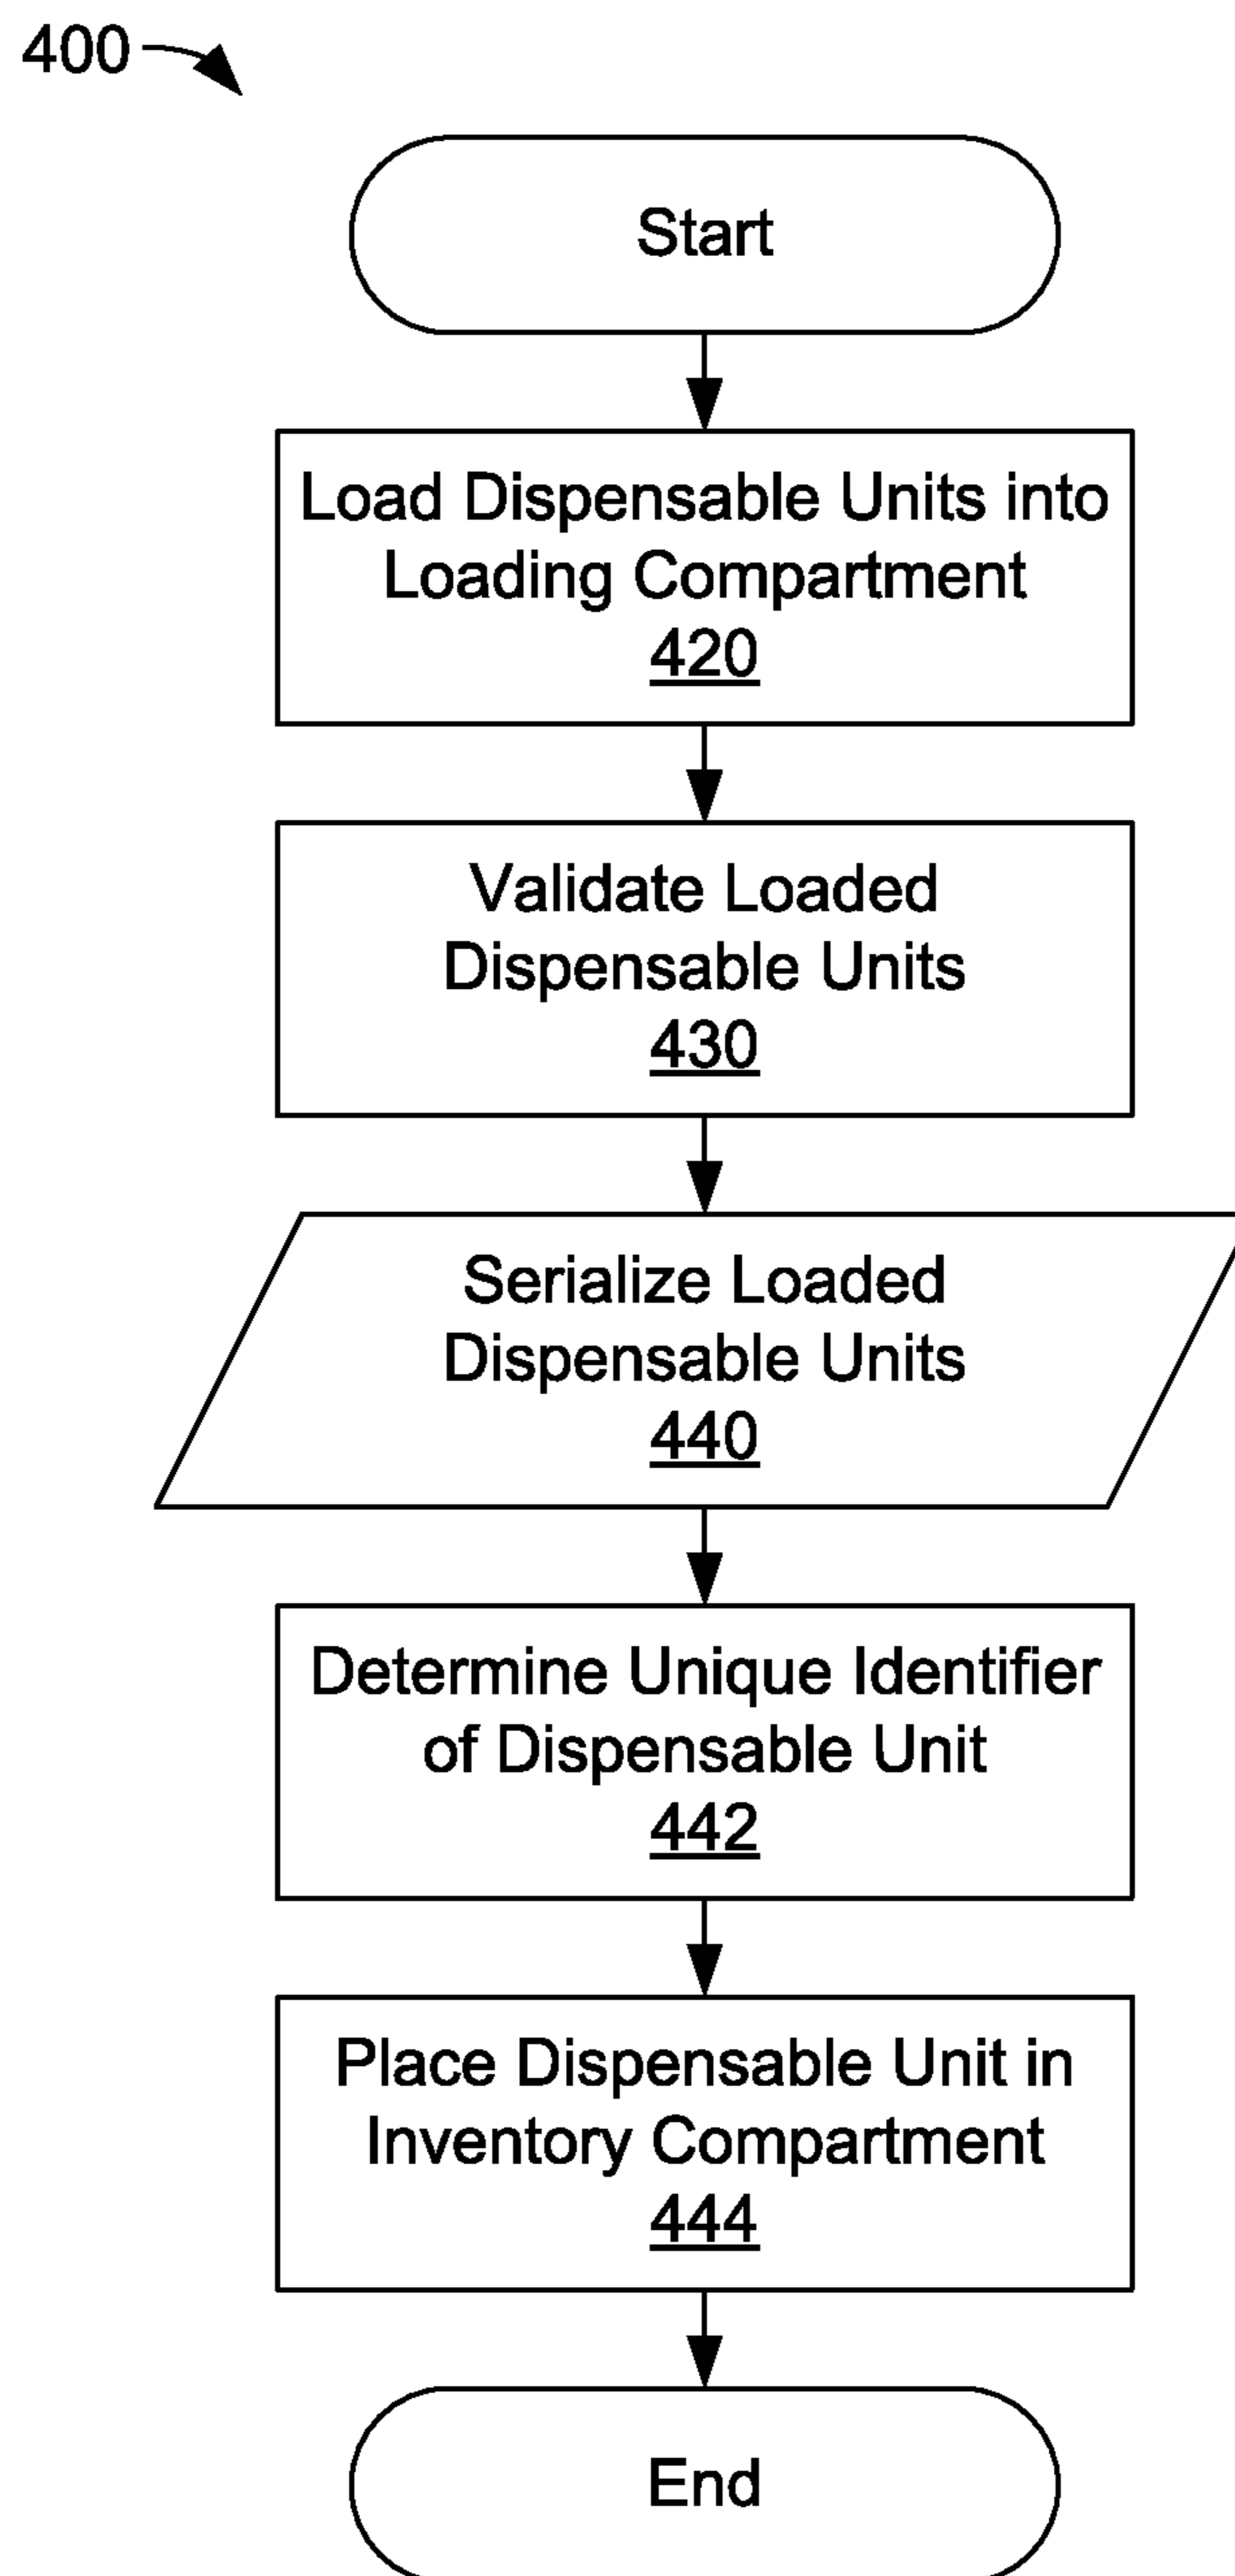 400
Start
Load Dispensable Units into
Loading Compartment
420
Validate Loaded
Dispensable Units
430
Serialize Loaded
Dispensable Units
440
Determine Unique Identifier
of Dispensable Unit
442
Place Dispensable Unit in
Inventory Compartment
444
End